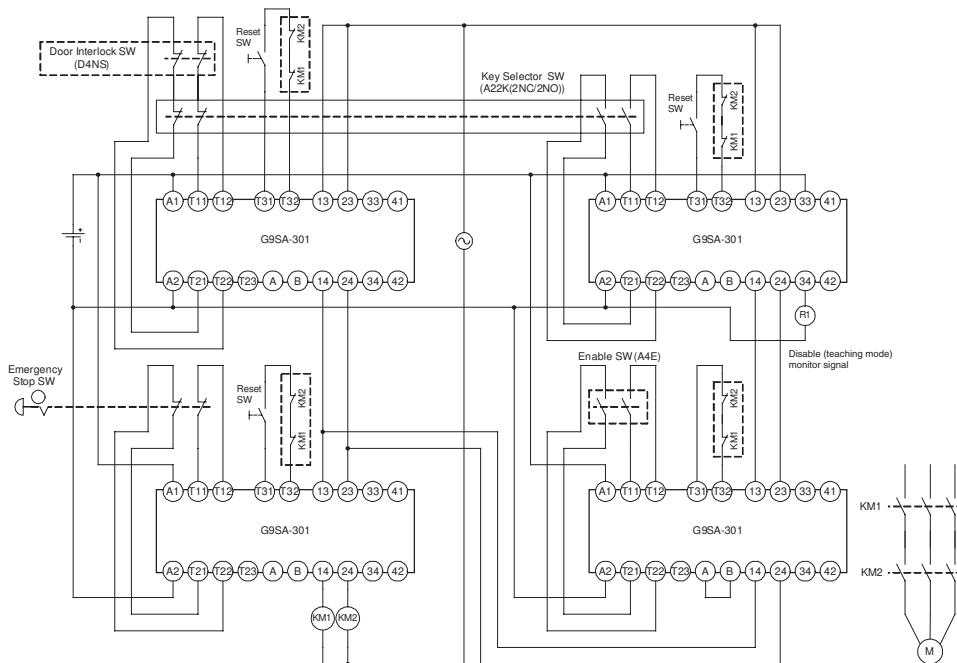 Door Interlock SW
(D4NS)
Reset
SW
KM2
KM1
Key Selector SW
(A22K(2NC/2NO))
Reset
SW
KM2
KM1
+
-
A1 T11 T12 T31 T32 13 23 33 41
G9SA-301
A2 T21 T22 T23 A B 14 24 34 42
A1 T11 T12 T31 T32 13 23 33 41
G9SA-301
A2 T21 T22 T23 A B 14 24 34 42
R1
Disable (teaching mode)
monitor signal
Emergency
Stop SW
Reset
SW
KM2
KM1
Enable SW (A4E)
KM2
KM1
A1 T11 T12 T31 T32 13 23 33 41
G9SA-301
A2 T21 T22 T23 A B 14 24 34 42
KM1 KM2
A1 T11 T12 T31 T32 13 23 33 41
G9SA-301
A2 T21 T22 T23 A B 14 24 34 42
KM1
KM2
M